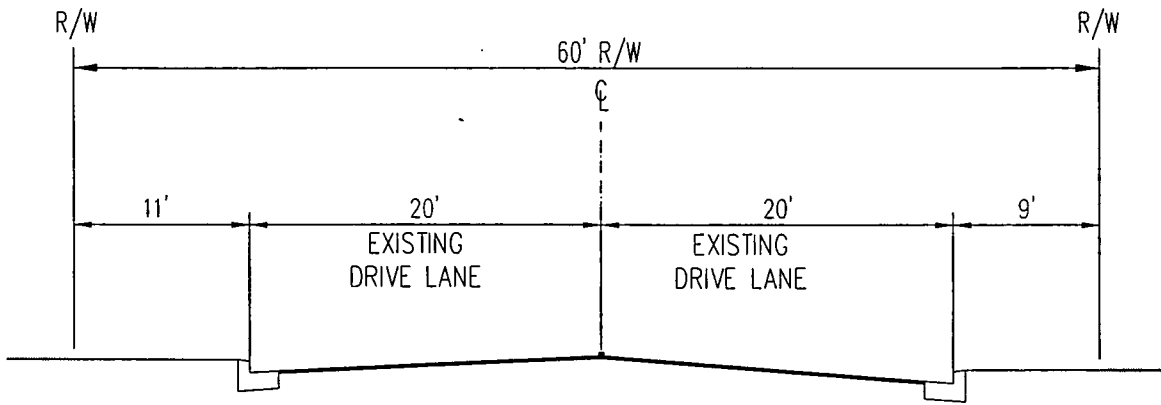 R/W
R/W
60' R/W
℄
11'
20'
20'
9'
EXISTING
DRIVE LANE
EXISTING
DRIVE LANE